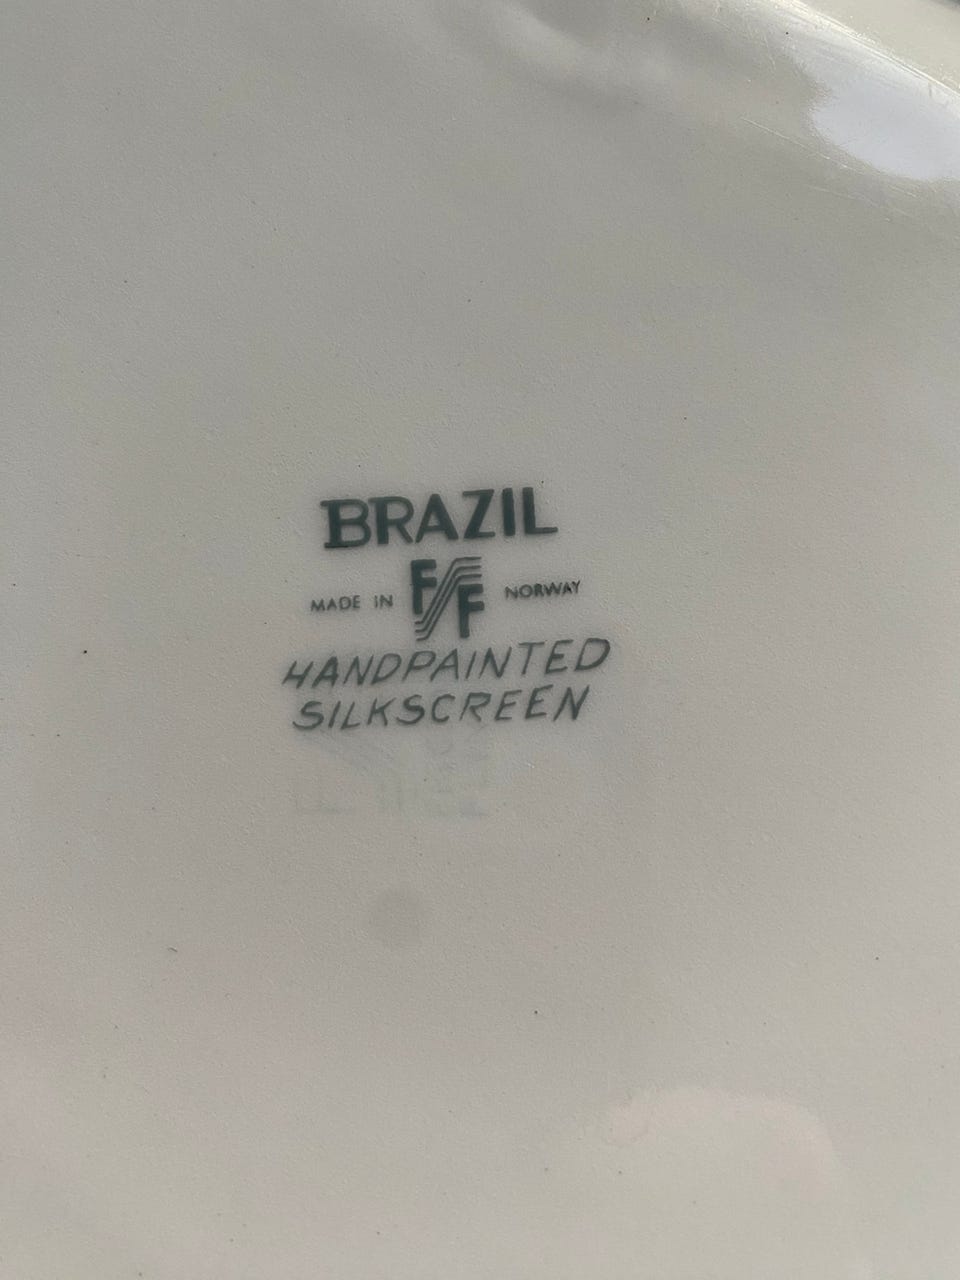 BRAZIL
MADE IN F/F NORWAY
HANDPAINTED
SILKSCREEN